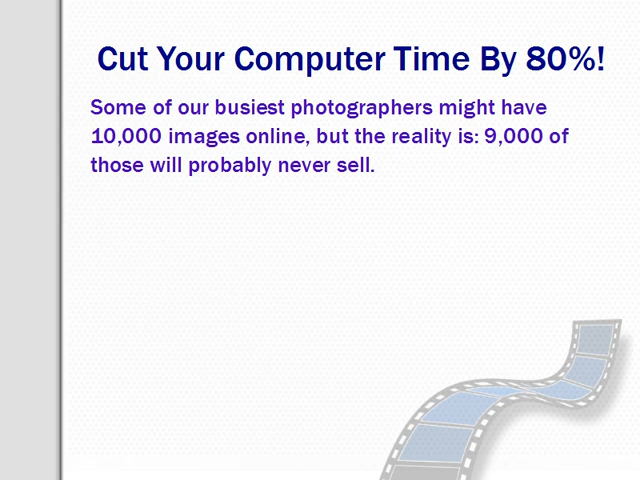 Cut Your Computer Time By 80%!
Some of our busiest photographers might have
10,000 images online, but the reality is: 9,000 of
those will probably never sell.